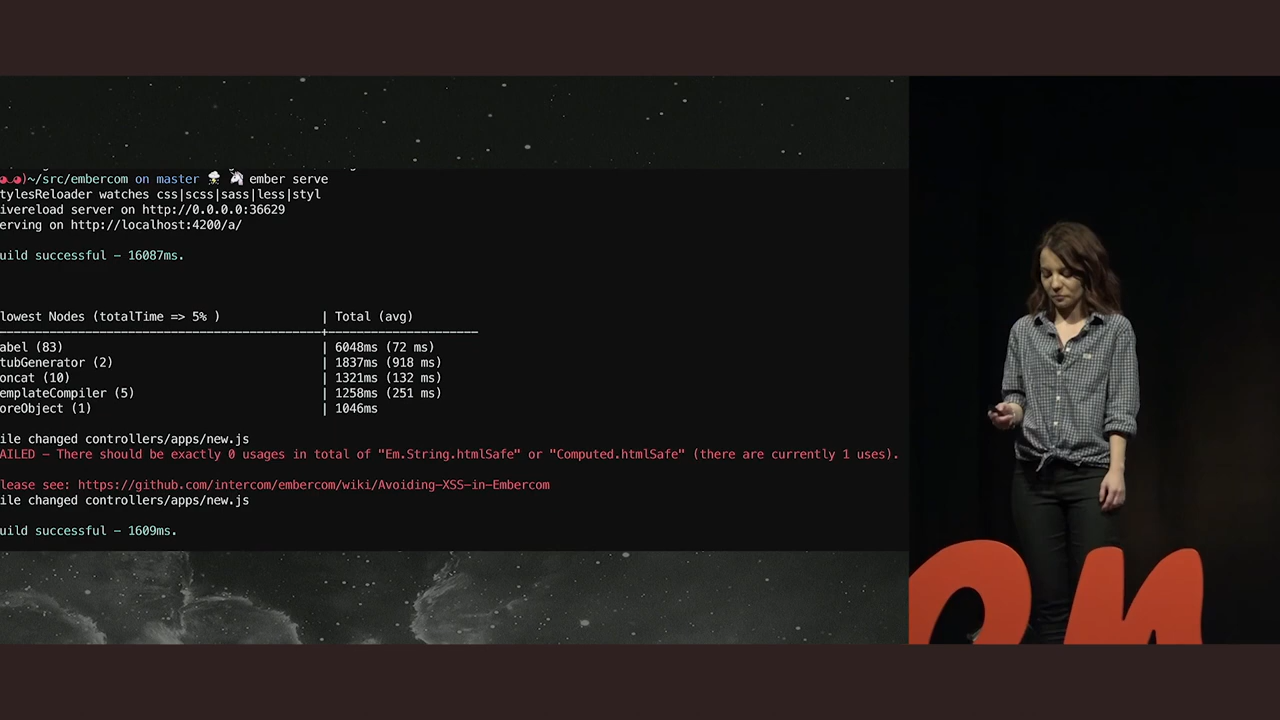 ~/src/embercom on master ember serve
tylesReloader watches css|scss|sass|less|styl
ivereload server on http://0.0.0.0:36629
erving on http://localhost:4200/a/
uild successful – 16087ms.
lowest Nodes (totalTime => 5% ) | Total (avg)
abel (83) | 6048ms (72 ms)
tubGenerator (2) | 1837ms (918 ms)
oncat (10) | 1321ms (132 ms)
emplateCompiler (5) | 1258ms (251 ms)
oreObject (1) | 1046ms
ile changed controllers/apps/new.js
AILED – There should be exactly 0 usages in total of "Em.String.htmlSafe" or "Computed.htmlSafe" (there are currently 1 uses).
lease see: https://github.com/intercom/embercom/wiki/Avoiding-XSS-in-Embercom
ile changed controllers/apps/new.js
uild successful – 1609ms.